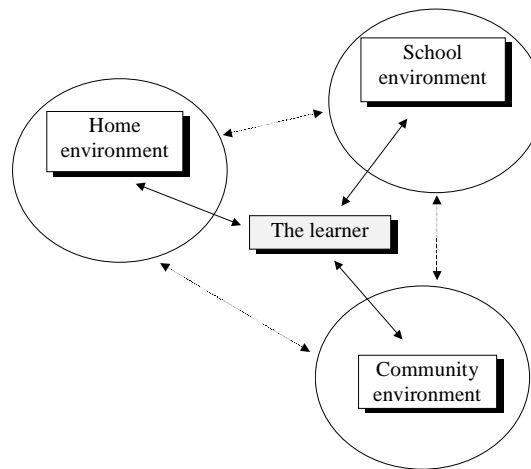 School
environment
Home
environment
The learner
Community
environment